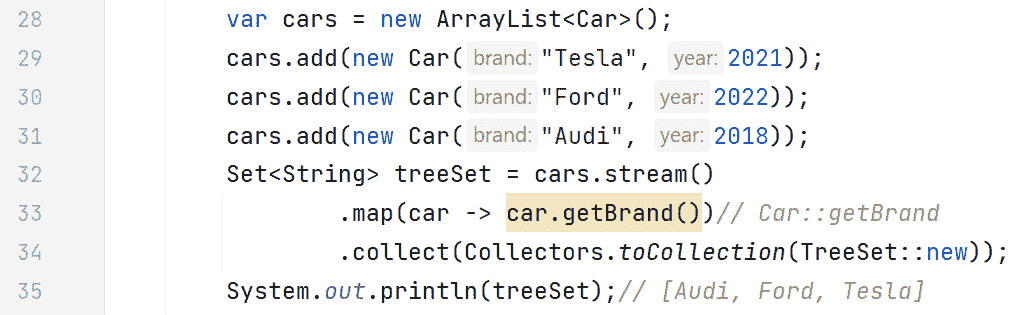 28 var cars = new ArrayList<Car>();
29 cars.add(new Car( brand: "Tesla", year: 2021));
30 cars.add(new Car( brand: "Ford", year: 2022));
31 cars.add(new Car( brand: "Audi", year: 2018));
32 Set<String> treeSet = cars.stream()
33 .map(car -> car.getBrand())// Car::getBrand
34 .collect(Collectors.toCollection(TreeSet::new));
35 System.out.println(treeSet);// [Audi, Ford, Tesla]